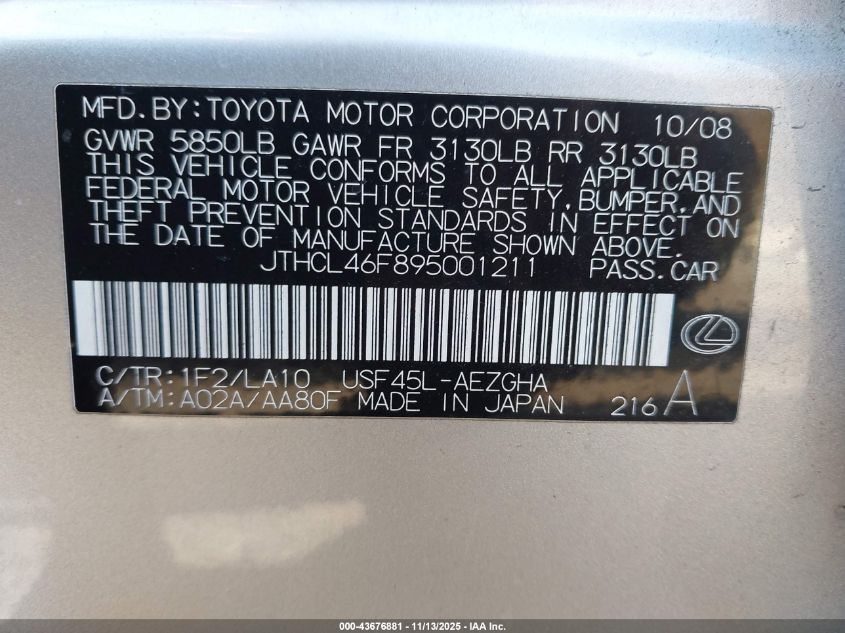 MFD.BY:TOYOTA MOTOR CORPORATION 10/08
GVWR 5850LB GAWR FR 3130LB RR 3130LB
THIS VEHICLE CONFORMS TO ALL APPLICABLE
FEDERAL MOTOR VEHICLE SAFETY,BUMPER,AND
THEFT PREVENTION STANDARDS IN EFFECT ON
THE DATE OF MANUFACTURE SHOWN ABOVE.
JTHCL46F895001211 PASS.CAR
C/TR:1F2/LA10 USF45L-AEZGHA
A/TM:A02A/AA80F MADE IN JAPAN 216 A
000-43676881 - 11/13/2025 - IAA Inc.